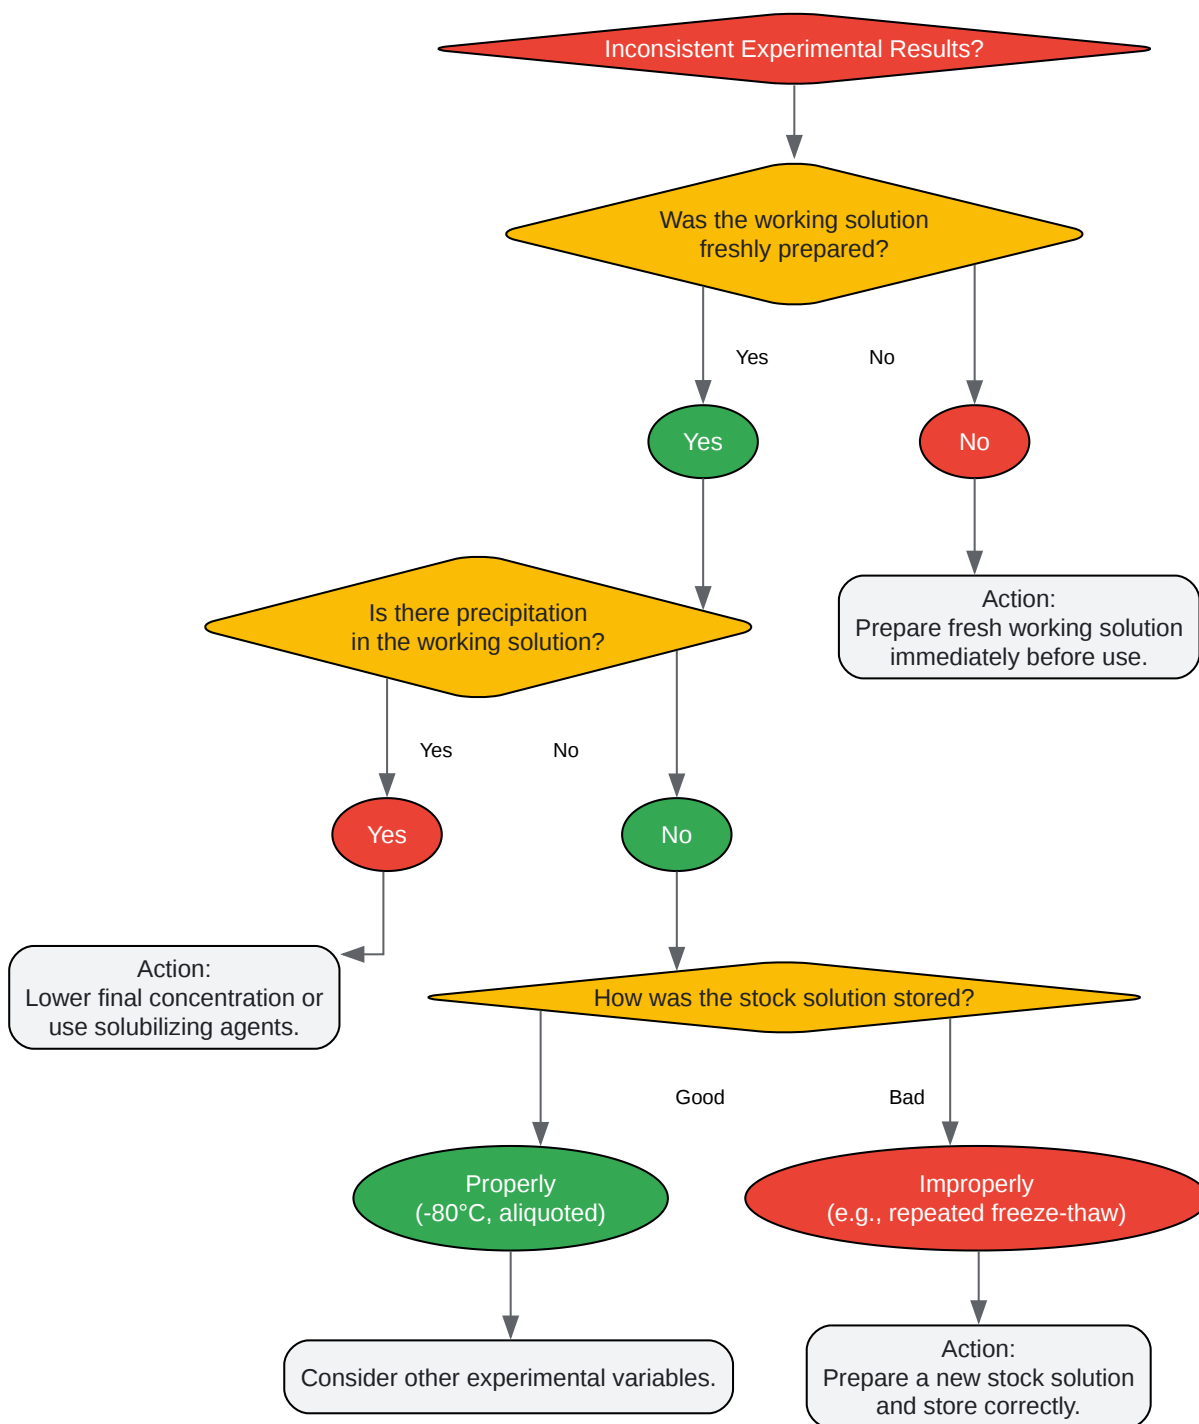 Inconsistent Experimental Results?
Was the working solution
freshly prepared?
Yes
No
Yes
No
Is there precipitation
in the working solution?
Action:
Prepare fresh working solution
immediately before use.
Yes
No
Yes
No
Action:
Lower final concentration or
use solubilizing agents.
How was the stock solution stored?
Good
Bad
Properly
(-80°C, aliquoted)
Improperly
(e.g., repeated freeze-thaw)
Consider other experimental variables.
Action:
Prepare a new stock solution
and store correctly.